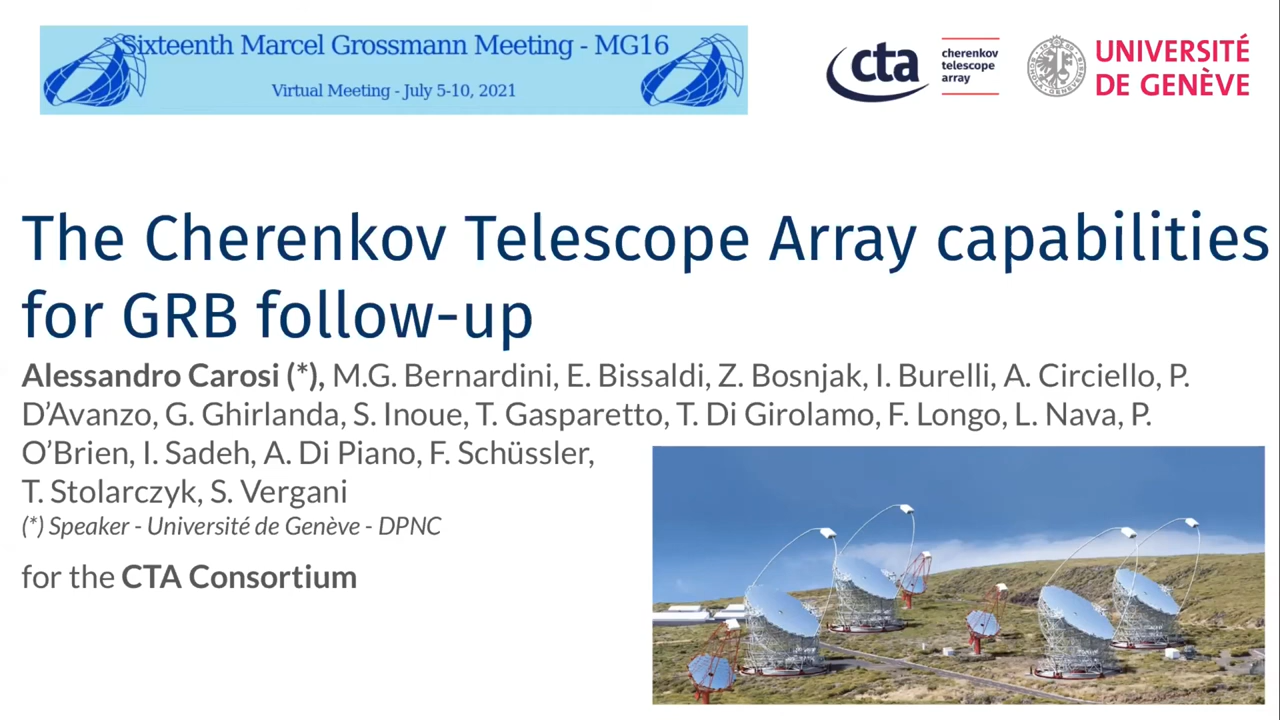 Sixteenth Marcel Grossmann Meeting - MG16
Virtual Meeting - July 5-10, 2021
cta
cherenkov
telescope
array
UNIVERSITÉ
DE GENÈVE
The Cherenkov Telescope Array capabilities
for GRB follow-up
Alessandro Carosi (*), M.G. Bernardini, E. Bissaldi, Z. Bosnjak, I. Burelli, A. Circiello, P.
D’Avanzo, G. Ghirlanda, S. Inoue, T. Gasparetto, T. Di Girolamo, F. Longo, L. Nava, P.
O’Brien, I. Sadeh, A. Di Piano, F. Schüssler,
T. Stolarczyk, S. Vergani
(*) Speaker - Université de Genève - DPNC
for the CTA Consortium